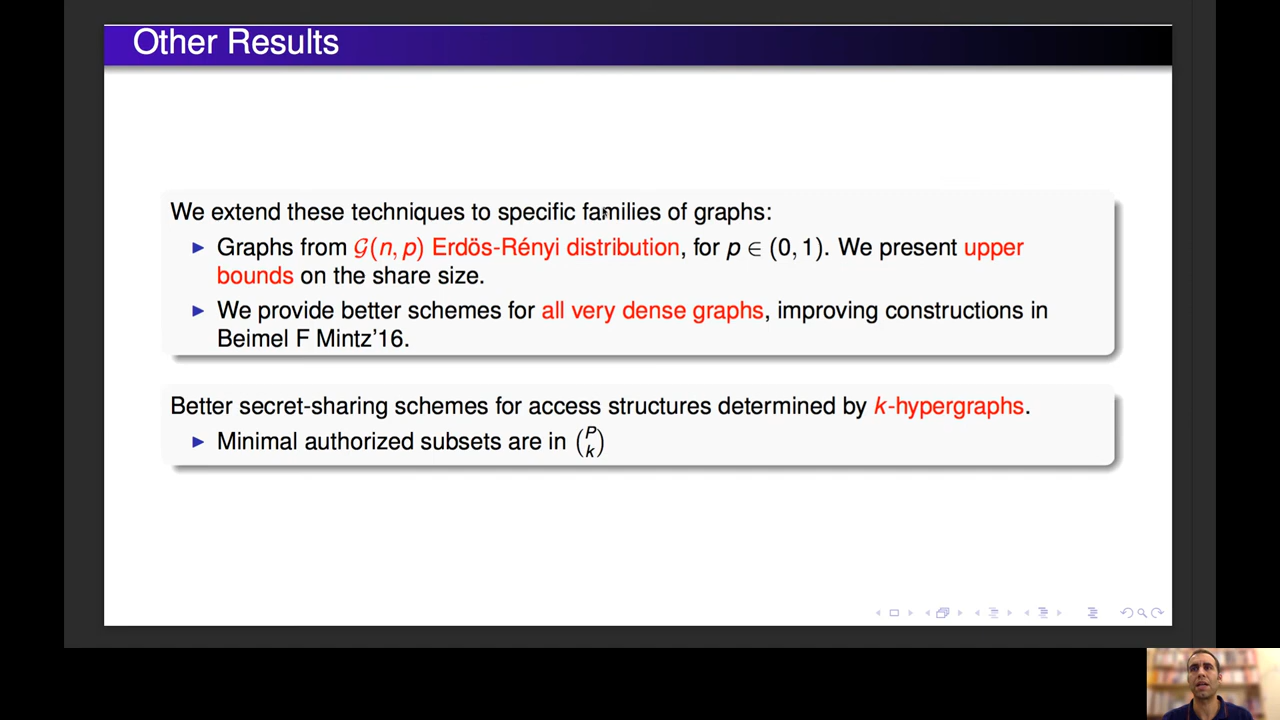 Other Results
We extend these techniques to specific families of graphs:
▶ Graphs from 𝒢(n, p) Erdös-Rényi distribution, for p ∈ (0, 1). We present upper
bounds on the share size.
▶ We provide better schemes for all very dense graphs, improving constructions in
Beimel F Mintz'16.
Better secret-sharing schemes for access structures determined by k-hypergraphs.
▶ Minimal authorized subsets are in (P k)